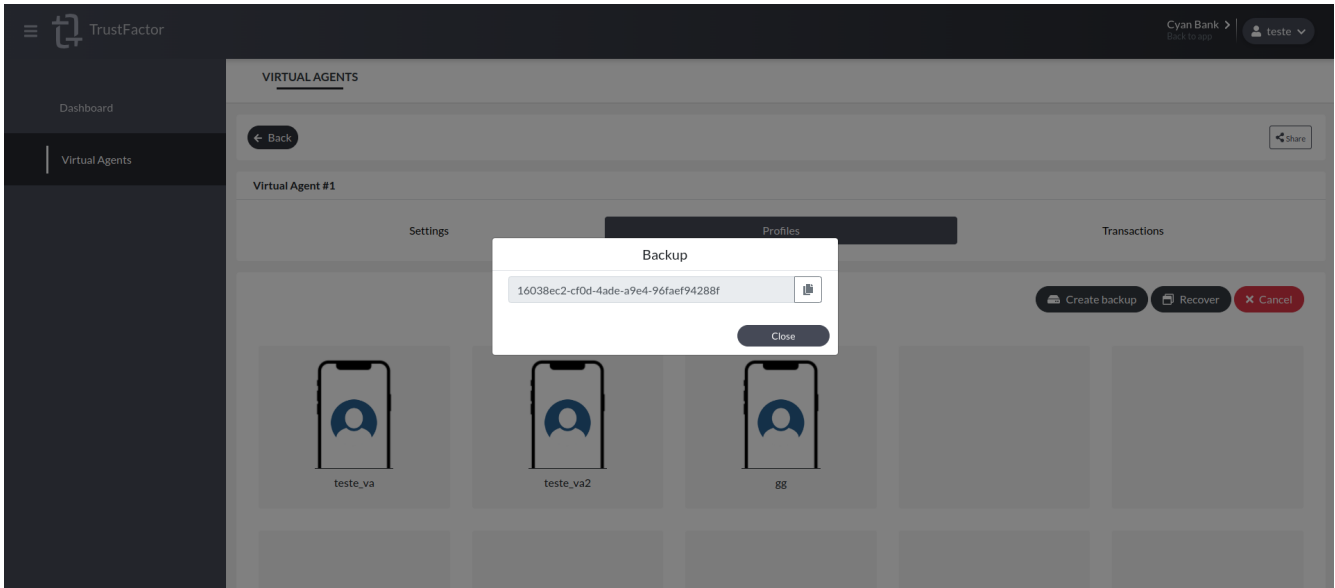 TrustFactor
Cyan Bank
Back to app
teste
Dashboard
Virtual Agents
VIRTUAL AGENTS
Back
Share
Virtual Agent #1
Settings
Profiles
Transactions
Backup
16038ec2-cf0d-4ade-a9e4-96faef94288f
Close
Create backup
Recover
Cancel
teste_va
teste_va2
gg